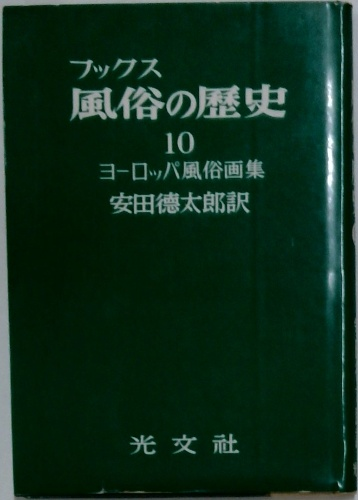 フックス
風俗の歴史
10
ヨーロッパ風俗画集
安田德太郎訳
光文社